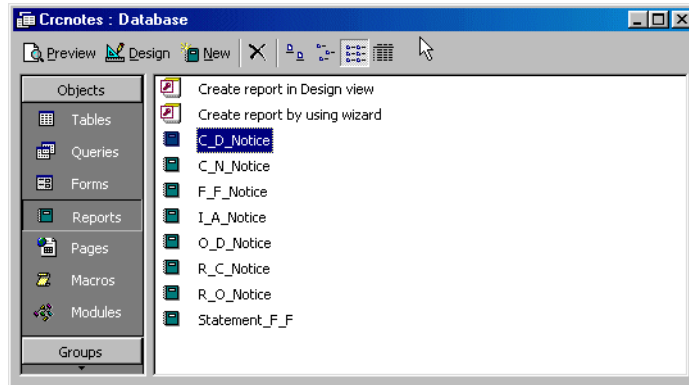 Crcnotes : Database
Preview Design New
Objects
Tables
Queries
Forms
Reports
Pages
Macros
Modules
Groups
Create report in Design view
Create report by using wizard
C_D_Notice
C_N_Notice
F_F_Notice
I_A_Notice
O_D_Notice
R_C_Notice
R_O_Notice
Statement_F_F